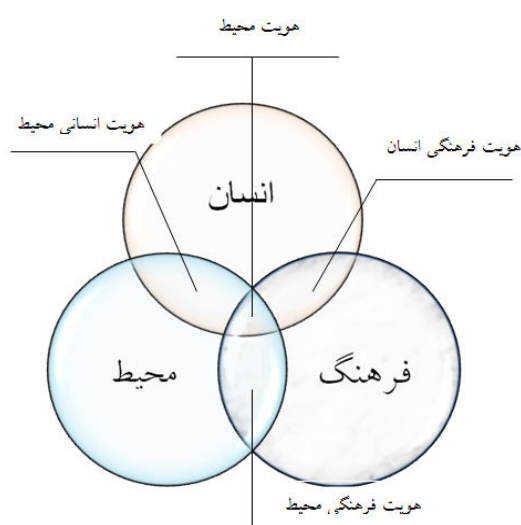 هویت محیط
هویت انسانی محیط
هویت فرهنگی انسان
انسان
محیط
فرهنگ
هویت فرهنگی محیط